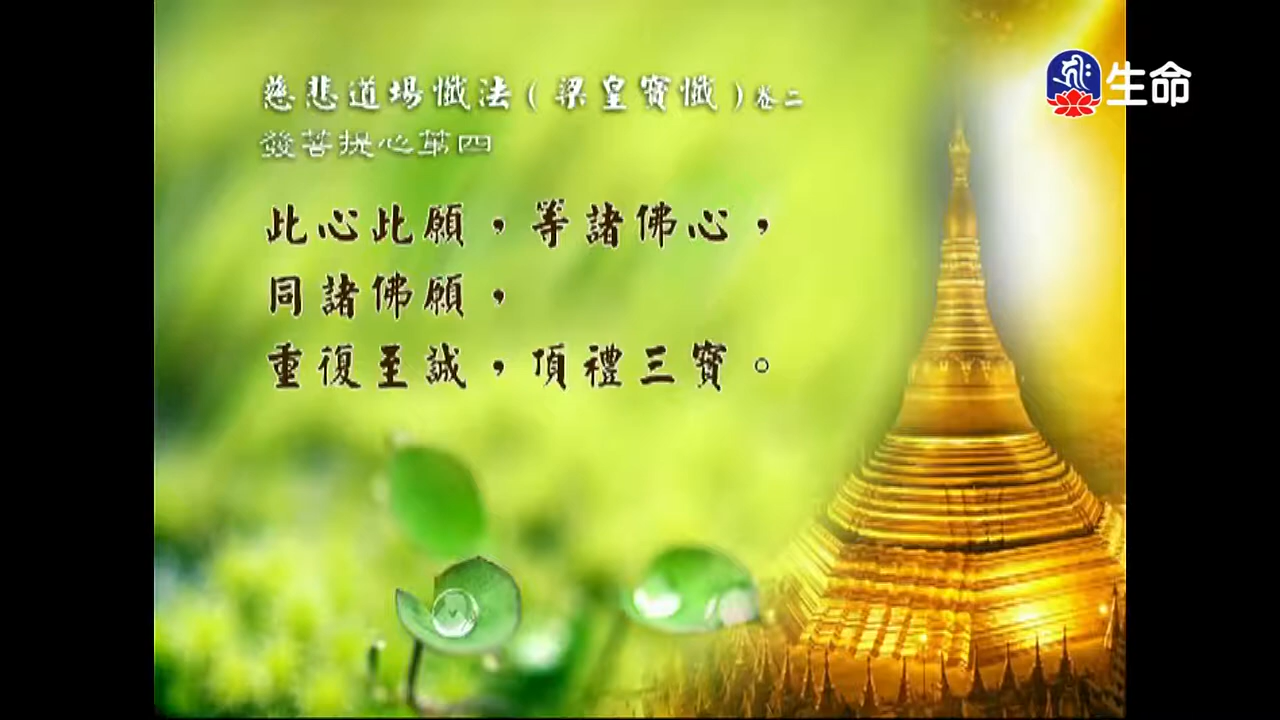 慈悲道場懺法(梁皇寶懺)卷二
發菩提心第四
生命
此心此願，等諸佛心，
同諸佛願，
重復至誠，頂禮三寶。